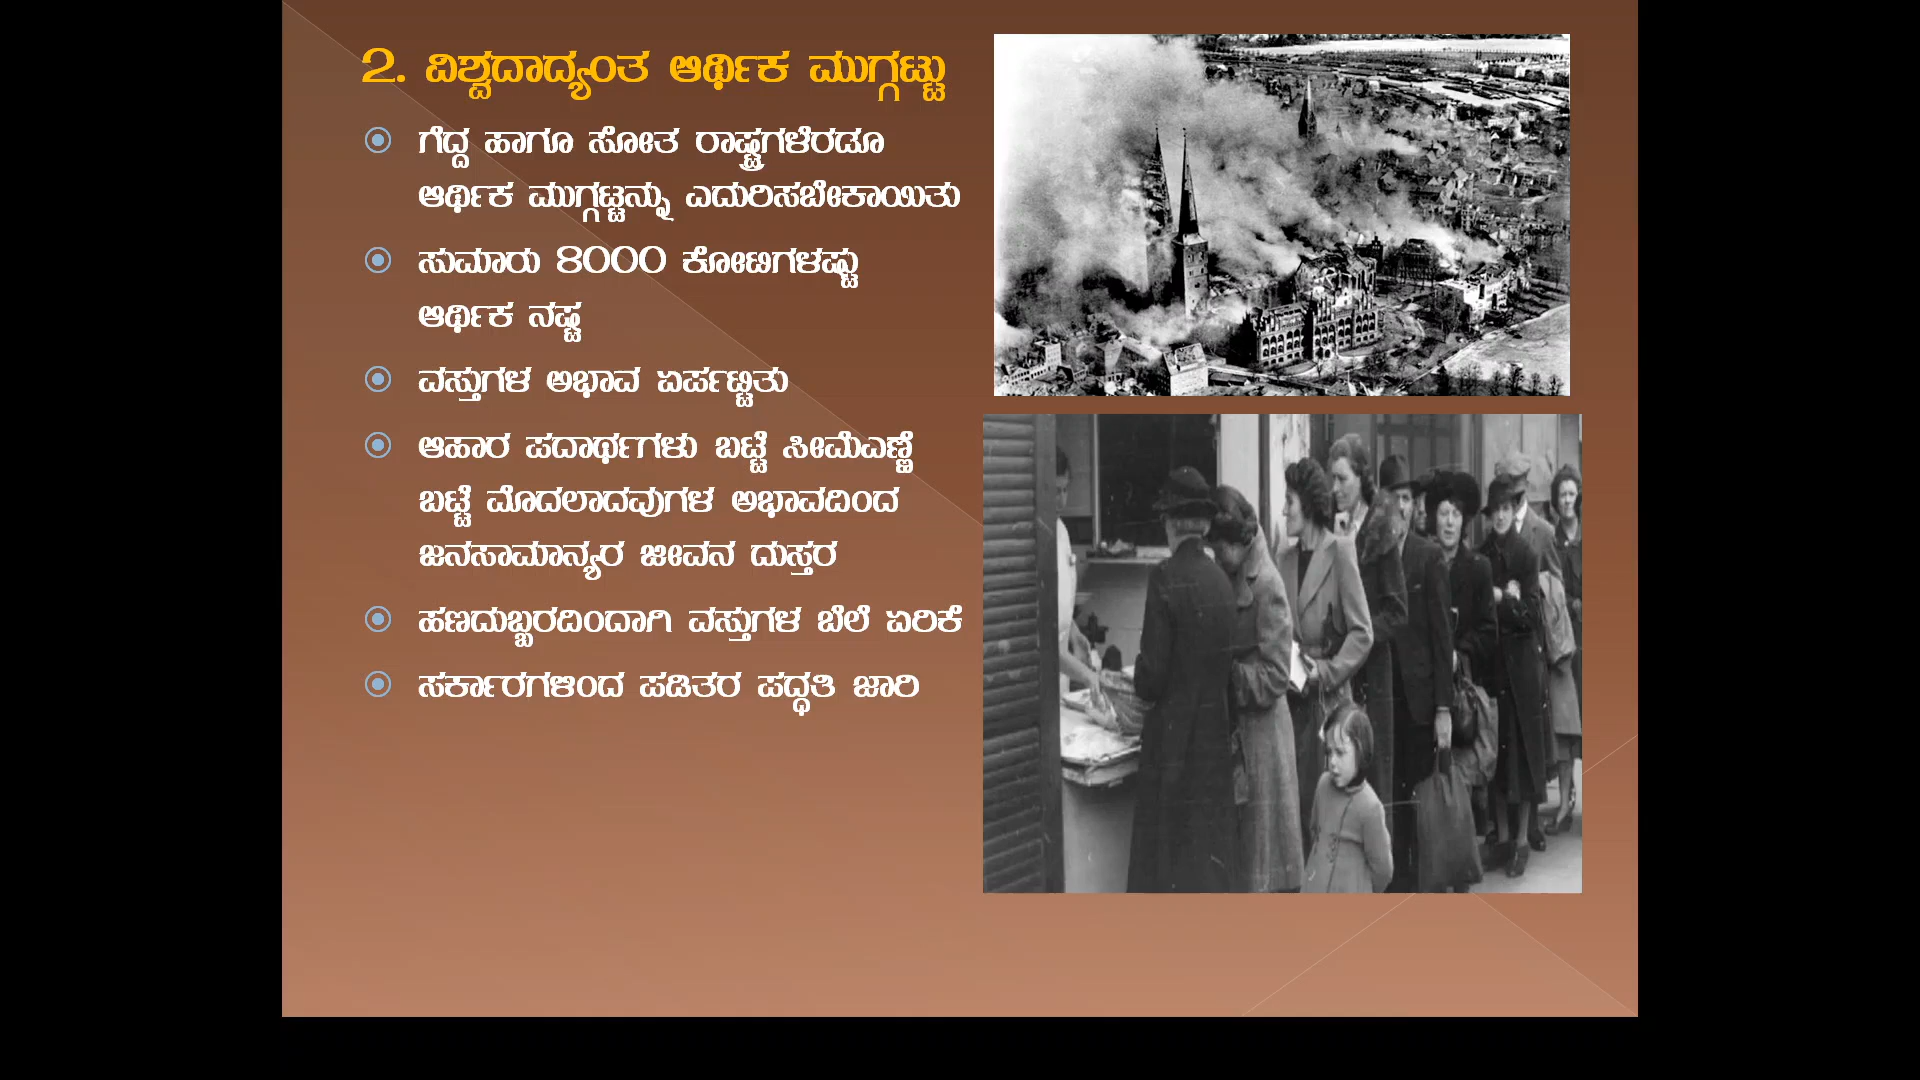 2. ವಿಶ್ವದಾದ್ಯಂತ ಆರ್ಥಿಕ ಮುಗ್ಗಟ್ಟು
ಗೆದ್ದ ಹಾಗೂ ಸೋತ ರಾಷ್ಟ್ರಗಳೆರಡೂ
ಆರ್ಥಿಕ ಮುಗ್ಗಟ್ಟನ್ನು ಎದುರಿಸಬೇಕಾಯಿತು
ಸುಮಾರು 8000 ಕೋಟಿಗಳಷ್ಟು
ಆರ್ಥಿಕ ನಷ್ಟ
ವಸ್ತುಗಳ ಅಭಾವ ಏರ್ಪಟ್ಟಿತು
ಆಹಾರ ಪದಾರ್ಥಗಳು ಬಟ್ಟೆ ಸೀಮೆಎಣ್ಣೆ
ಬಟ್ಟೆ ಮೊದಲಾದವುಗಳ ಅಭಾವದಿಂದ
ಜನಸಾಮಾನ್ಯರ ಜೀವನ ದುಸ್ತರ
ಹಣದುಬ್ಬರದಿಂದಾಗಿ ವಸ್ತುಗಳ ಬೆಲೆ ಏರಿಕೆ
ಸರ್ಕಾರಗಳಿಂದ ಪಡಿತರ ಪದ್ಧತಿ ಜಾರಿ